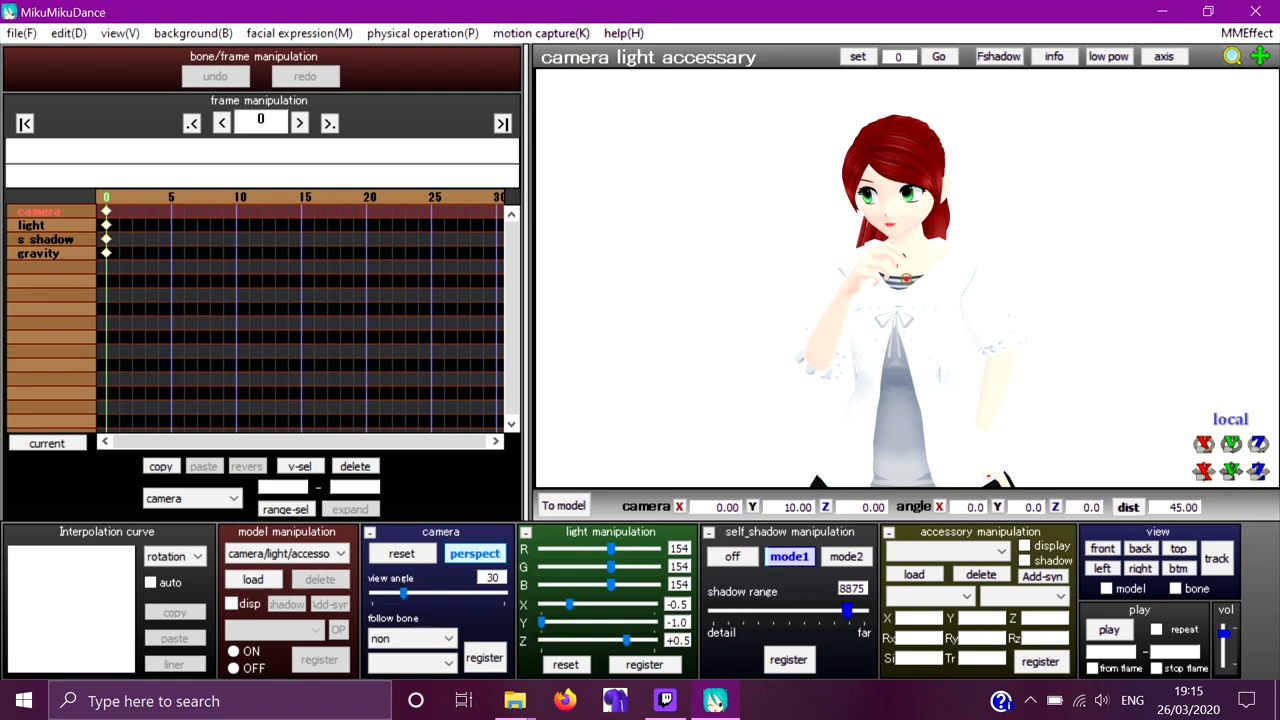 MikuMikuDance
file(F) edit(D) view(V) background(B) facial expression(M) physical operation(P) motion capture(K) help(H) MMEffect
bone/frame manipulation
undo redo
frame manipulation
|< .< < 0 > >. >|
0 5 10 15 20 25 30
camera
light
s shadow
gravity
current < >
copy paste revers v-sel delete
camera -
range-sel expand
camera light accessary set 0 Go Fshadow info low pow axis
local
X Y Z
X Y Z
To model camera X 0.00 Y 10.00 Z 0.00 angle X 0.0 Y 0.0 Z 0.0 dist 45.00
Interpolation curve
rotation
auto
copy
paste
liner
model manipulation
camera/light/accesso
load delete
disp shadow Add-syn
OP
ON
OFF
register
- camera
reset perspect
view angle 30
follow bone
non
register
- light manipulation
R 154
G 154
B 154
X -0.5
Y -1.0
Z +0.5
reset register
- self_shadow manipulation
off mode1 mode2
shadow range 8875
detail far
register
- accessory manipulation
display
shadow
load delete Add-syn
X Y Z
Rx Ry Rz
Si Tr register
view
front back top
left right btm
track
model bone
play
play repeat
-
from flame stop flame
vol
Type here to search
ENG
19:15
26/03/2020